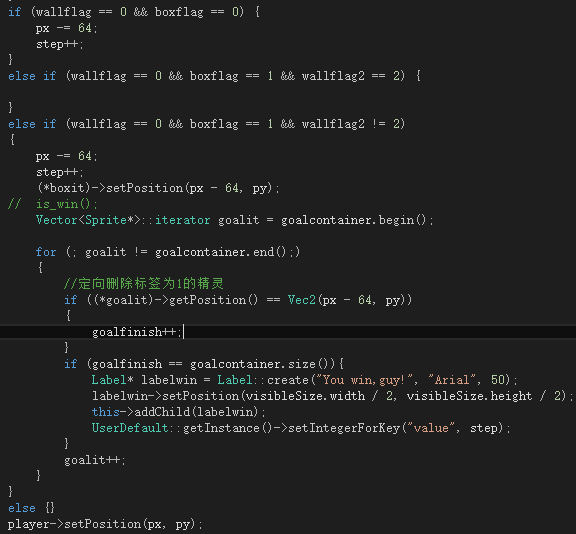 if (wallflag == 0 && boxflag == 0) {
px -= 64;
step++;
}
else if (wallflag == 0 && boxflag == 1 && wallflag2 == 2) {
}
else if (wallflag == 0 && boxflag == 1 && wallflag2 != 2)
{
px -= 64;
step++;
(*boxit)->setPosition(px - 64, py);
// is_win();
Vector<Sprite*>::iterator goalit = goalcontainer.begin();
for (; goalit != goalcontainer.end();)
{
//定向删除标签为1的精灵
if ((*goalit)->getPosition() == Vec2(px - 64, py))
{
goalfinish++;
}
if (goalfinish == goalcontainer.size()){
Label* labelwin = Label::create("You win,guy!", "Arial", 50);
labelwin->setPosition(visibleSize.width / 2, visibleSize.height / 2);
this->addChild(labelwin);
UserDefault::getInstance()->setIntegerForKey("value", step);
}
goalit++;
}
}
else {}
player->setPosition(px, py);